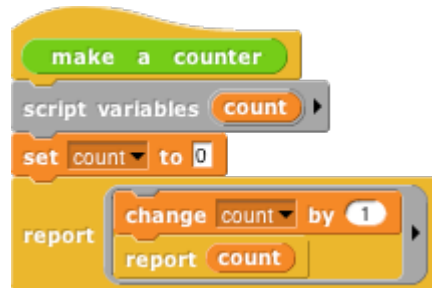 make a counter
script variables count
set count to 0
change count by 1
report
report count